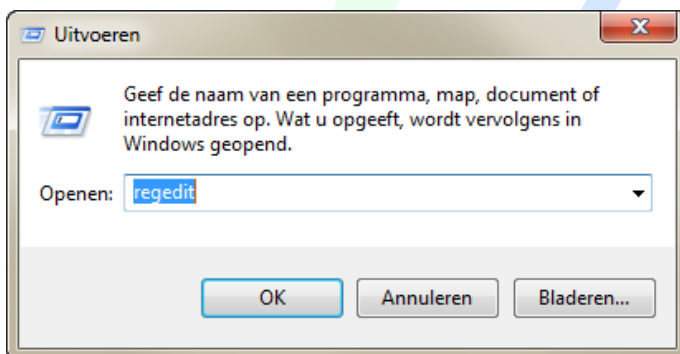 Uitvoeren
Geef de naam van een programma, map, document of
internetadres op. Wat u opgeeft, wordt vervolgens in
Windows geopend.
Openen: regedit
OK Annuleren Bladeren...